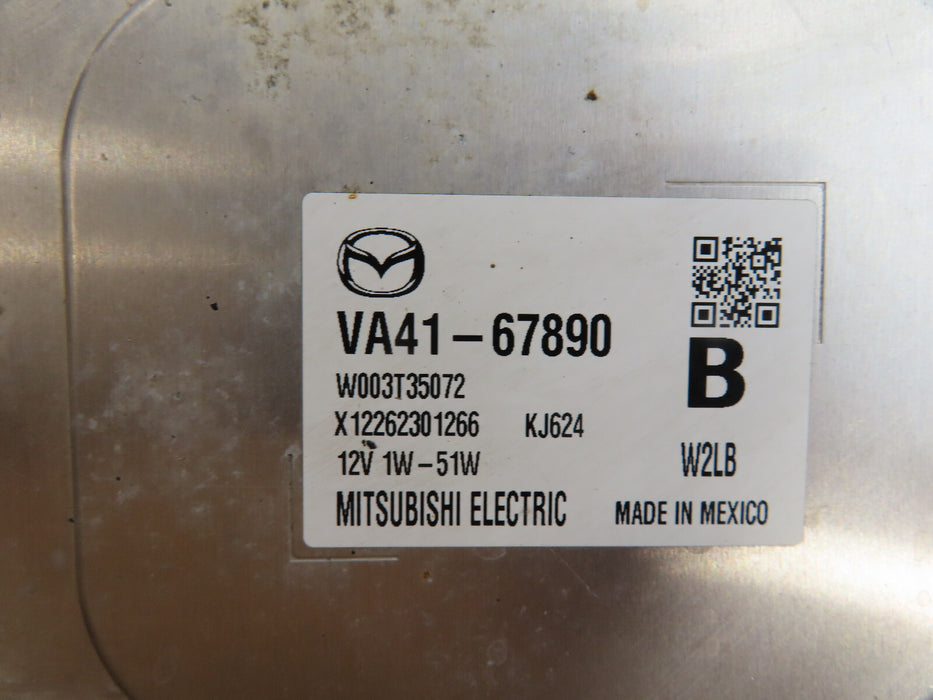 VA41-67890
B
W003T35072
X12262301266 KJ624
12V 1W-51W W2LB
MITSUBISHI ELECTRIC MADE IN MEXICO